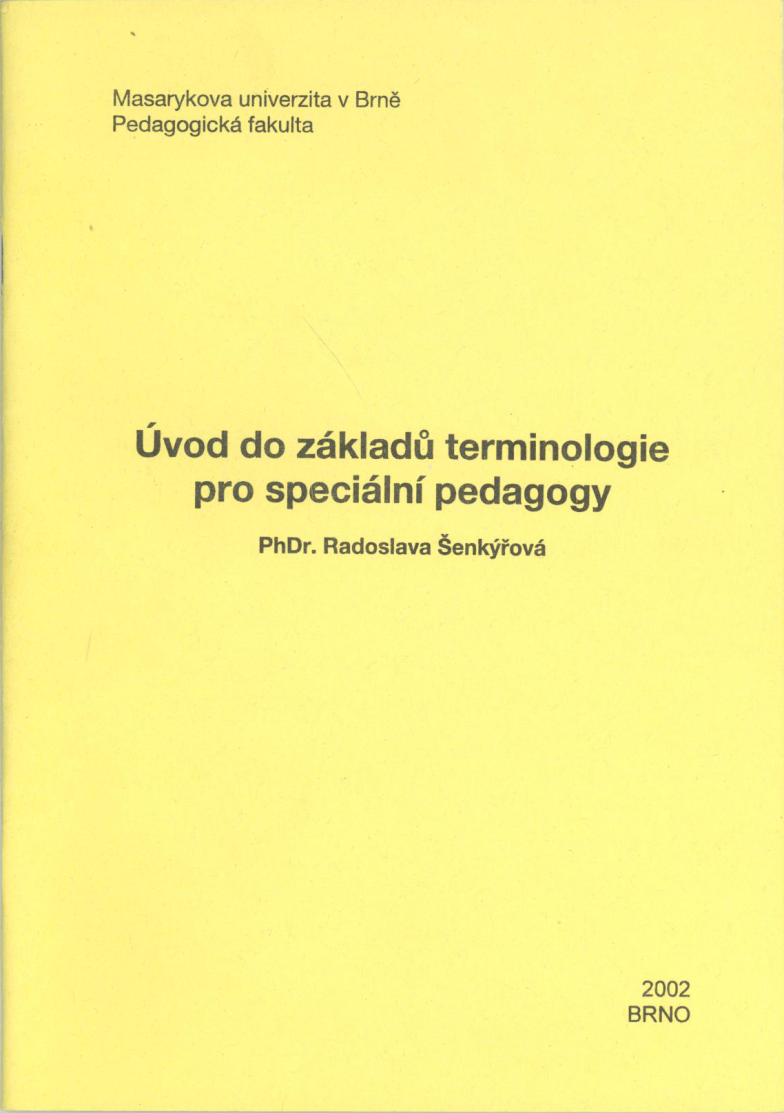 Masarykova univerzita v Brně
Pedagogická fakulta
Úvod do základů terminologie
pro speciální pedagogy
PhDr. Radoslava Šenkýřová
2002
BRNO